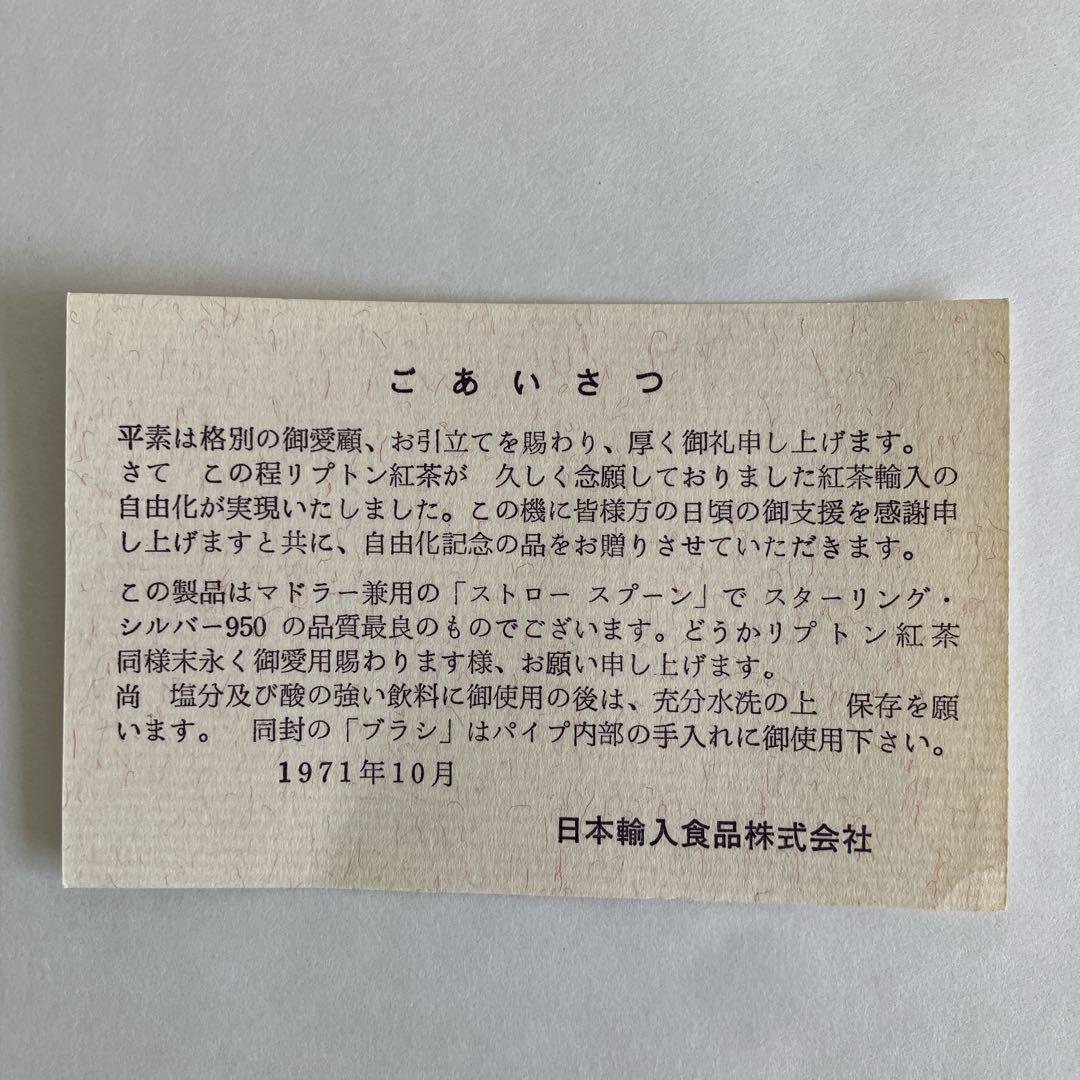 ごあいさつ
平素は格別の御愛顧、お引立てを賜わり、厚く御礼申し上げます。
さて　この程リプトン紅茶が　久しく念願しておりました紅茶輸入の
自由化が実現いたしました。この機に皆様方の日頃の御支援を感謝申
し上げますと共に、自由化記念の品をお贈りさせていただきます。
この製品はマドラー兼用の「ストロー スプーン」で スターリング・
シルバー950 の品質最良のものでございます。どうかリプトン紅茶
同様末永く御愛用賜わります様、お願い申し上げます。
尚　塩分及び酸の強い飲料に御使用の後は、充分水洗の上　保存を願
います。　同封の「ブラシ」はパイプ内部の手入れに御使用下さい。
1971年10月
日本輸入食品株式会社